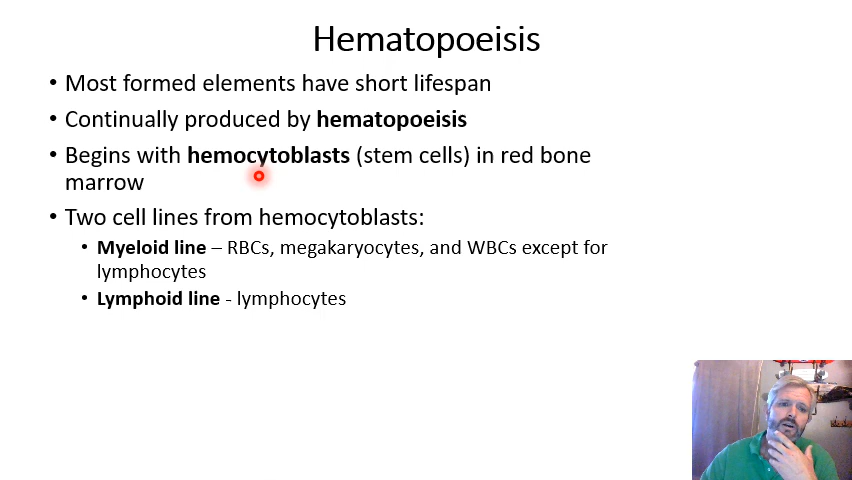 Hematopoeisis
• Most formed elements have short lifespan
• Continually produced by hematopoeisis
• Begins with hemocytoblasts (stem cells) in red bone
marrow
• Two cell lines from hemocytoblasts:
• Myeloid line – RBCs, megakaryocytes, and WBCs except for
lymphocytes
• Lymphoid line - lymphocytes